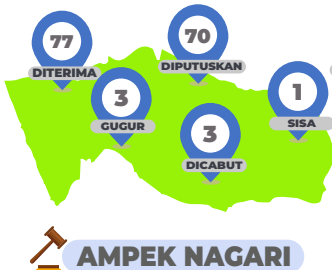 77
DITERIMA
70
DIPUTUSKAN
3
GUGUR
3
DICABUT
1
SISA
AMPEK NAGARI